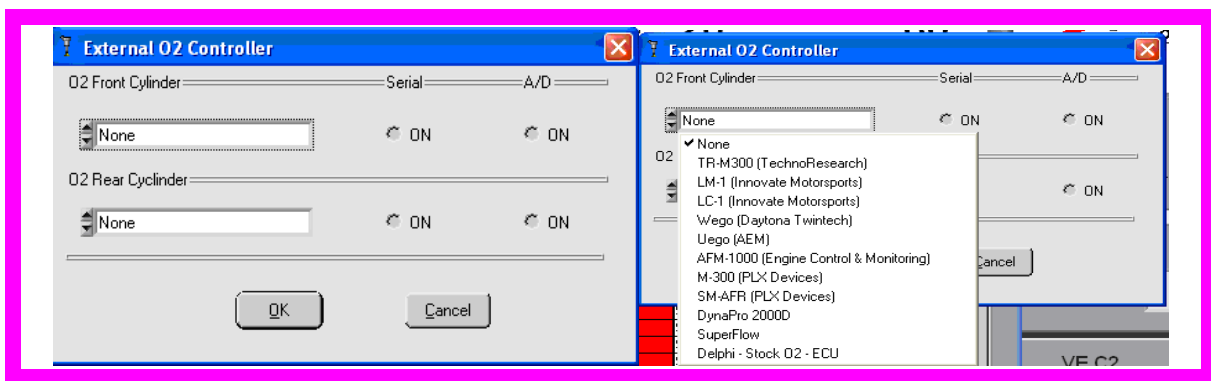 External O2 Controller
O2 Front Cylinder Serial A/D
None ON ON
O2 Rear Cyclinder
None ON ON
OK Cancel
External O2 Controller
O2 Front Cylinder Serial A/D
None ON ON
None
TR-M300 (TechnoResearch)
LM-1 (Innovate Motorsports)
LC-1 (Innovate Motorsports)
Wego (Daytona Twintech)
Uego (AEM)
AFM-1000 (Engine Control & Monitoring)
M-300 (PLX Devices)
SM-AFR (PLX Devices)
DynaPro 2000D
SuperFlow
Delphi - Stock O2 - ECU
O2
ON
Cancel
VE C2